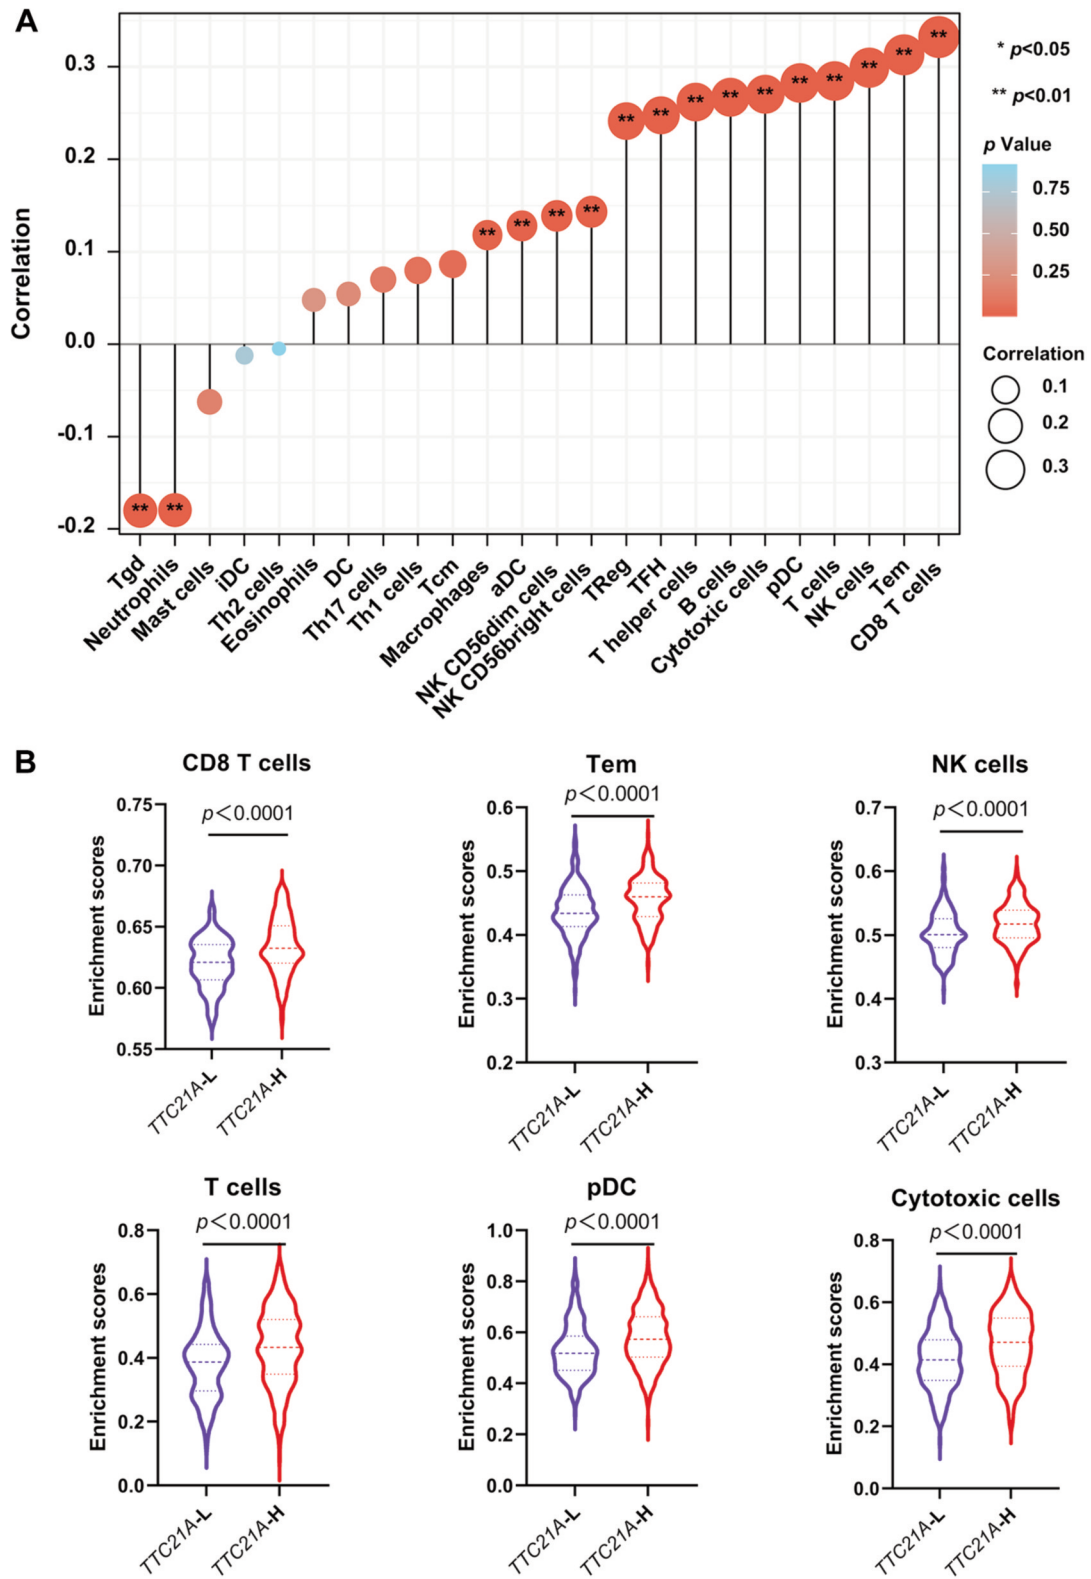 A
Correlation
0.3
0.2
0.1
0.0
-0.1
-0.2
** ** ** ** ** ** ** ** ** ** ** ** ** ** ** **
* p<0.05
** p<0.01
p Value
0.75
0.50
0.25
Correlation
0.1
0.2
0.3
Tgd
Neutrophils
Mast cells
iDC
Th2 cells
Eosinophils
DC
Th17 cells
Th1 cells
Tcm
Macrophages
aDC
NK CD56dim cells
NK CD56bright cells
TReg
TFH
T helper cells
B cells
Cytotoxic cells
pDC
T cells
NK cells
Tem
CD8 T cells
B
CD8 T cells
p<0.0001
Enrichment scores
0.75
0.70
0.65
0.60
0.55
TTC21A-L
TTC21A-H
Tem
p<0.0001
Enrichment scores
0.6
0.5
0.4
0.3
0.2
TTC21A-L
TTC21A-H
NK cells
p<0.0001
Enrichment scores
0.7
0.6
0.5
0.4
0.3
TTC21A-L
TTC21A-H
T cells
p<0.0001
Enrichment scores
0.8
0.6
0.4
0.2
0.0
TTC21A-L
TTC21A-H
pDC
p<0.0001
Enrichment scores
1.0
0.8
0.6
0.4
0.2
0.0
TTC21A-L
TTC21A-H
Cytotoxic cells
p<0.0001
Enrichment scores
0.8
0.6
0.4
0.2
0.0
TTC21A-L
TTC21A-H